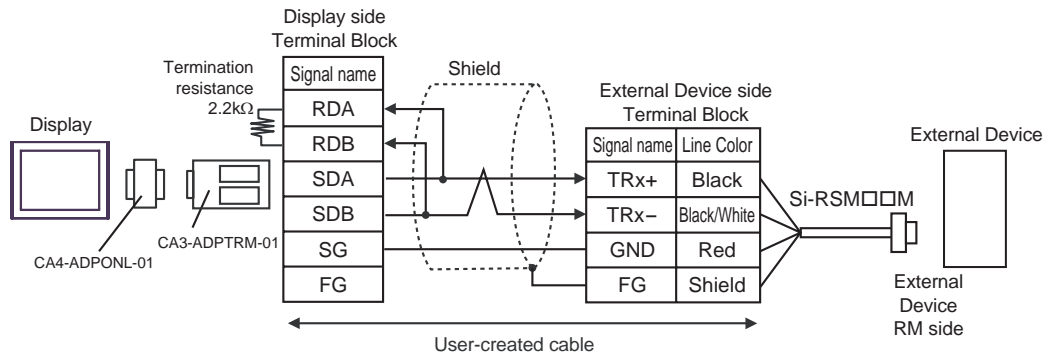 Display side
Terminal Block
Termination
resistance
2.2kΩ
Shield
External Device side
Terminal Block
Display
External Device
Signal name
RDA
RDB
SDA
SDB
SG
FG
Signal name Line Color
TRx+ Black
TRx− Black/White
GND Red
FG Shield
Si-RSM□□M
CA3-ADPTRM-01
CA4-ADPONL-01
External
Device
RM side
User-created cable